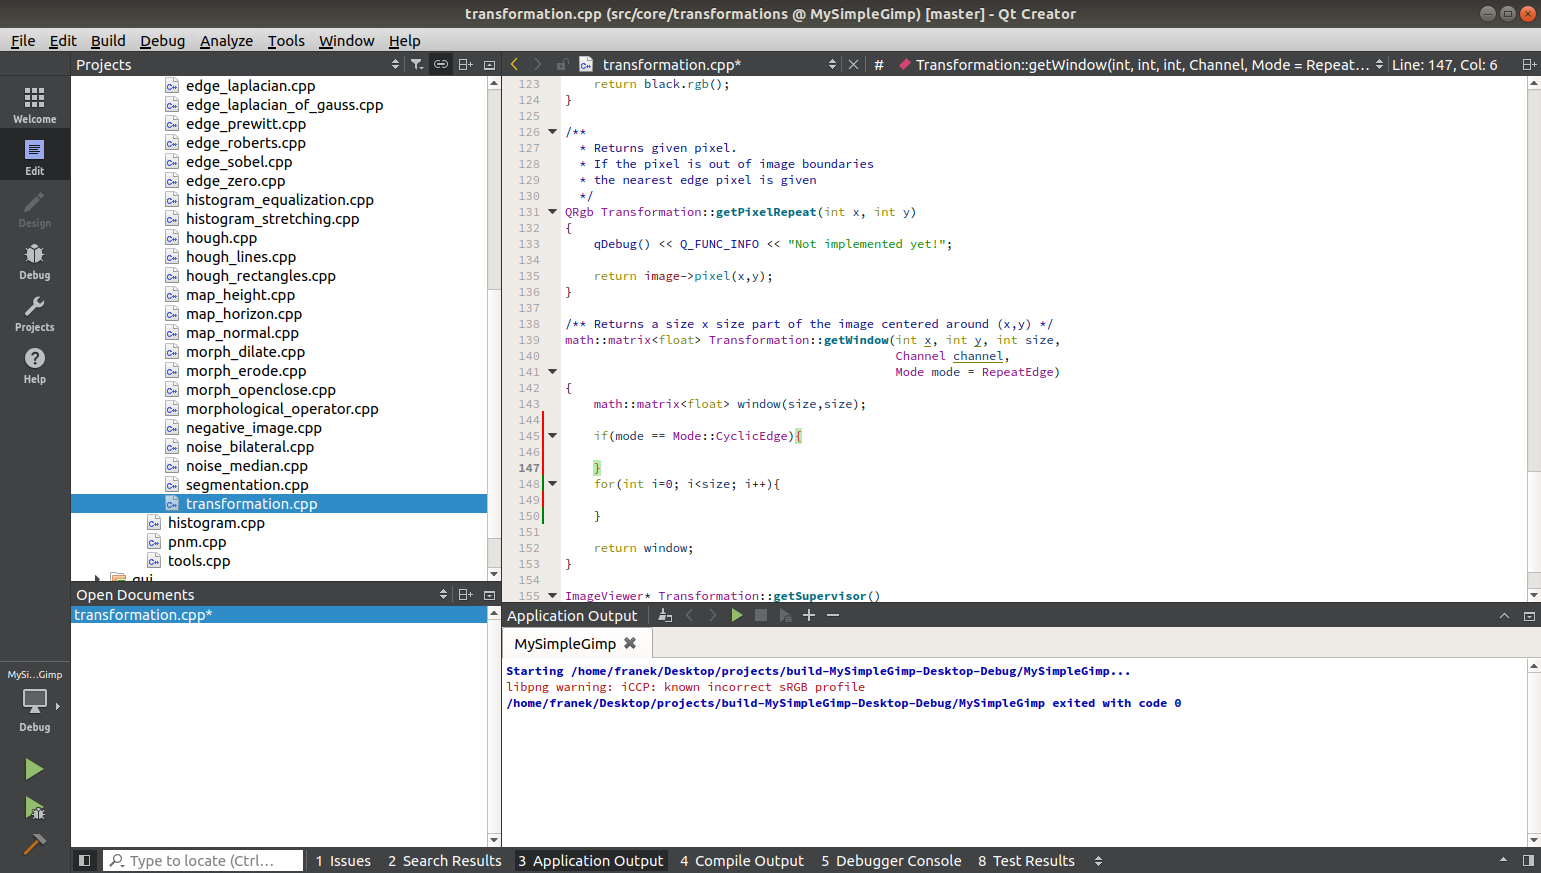 transformation.cpp (src/core/transformations @ MySimpleGimp) [master] - Qt Creator
File Edit Build Debug Analyze Tools Window Help
Projects
transformation.cpp*
#
Transformation::getWindow(int, int, int, Channel, Mode = Repeat...
Line: 147, Col: 6
Welcome
Edit
Design
Debug
Projects
Help
MySi...Gimp
Debug
edge_laplacian.cpp
edge_laplacian_of_gauss.cpp
edge_prewitt.cpp
edge_roberts.cpp
edge_sobel.cpp
edge_zero.cpp
histogram_equalization.cpp
histogram_stretching.cpp
hough.cpp
hough_lines.cpp
hough_rectangles.cpp
map_height.cpp
map_horizon.cpp
map_normal.cpp
morph_dilate.cpp
morph_erode.cpp
morph_openclose.cpp
morphological_operator.cpp
negative_image.cpp
noise_bilateral.cpp
noise_median.cpp
segmentation.cpp
transformation.cpp
histogram.cpp
pnm.cpp
tools.cpp
gui
Open Documents
transformation.cpp*
123 return black.rgb();
124 }
125
126 /**
127 * Returns given pixel.
128 * If the pixel is out of image boundaries
129 * the nearest edge pixel is given
130 */
131 QRgb Transformation::getPixelRepeat(int x, int y)
132 {
133 qDebug() << Q_FUNC_INFO << "Not implemented yet!";
134
135 return image->pixel(x,y);
136 }
137
138 /** Returns a size x size part of the image centered around (x,y) */
139 math::matrix<float> Transformation::getWindow(int x, int y, int size,
140 Channel channel,
141 Mode mode = RepeatEdge)
142 {
143 math::matrix<float> window(size,size);
144
145 if(mode == Mode::CyclicEdge){
146
147 }
148 for(int i=0; i<size; i++){
149
150 }
151
152 return window;
153 }
154
155 ImageViewer* Transformation::getSupervisor()
Application Output
MySimpleGimp
Starting /home/franek/Desktop/projects/build-MySimpleGimp-Desktop-Debug/MySimpleGimp...
libpng warning: iCCP: known incorrect sRGB profile
/home/franek/Desktop/projects/build-MySimpleGimp-Desktop-Debug/MySimpleGimp exited with code 0
Type to locate (Ctrl...
1 Issues 2 Search Results 3 Application Output 4 Compile Output 5 Debugger Console 8 Test Results